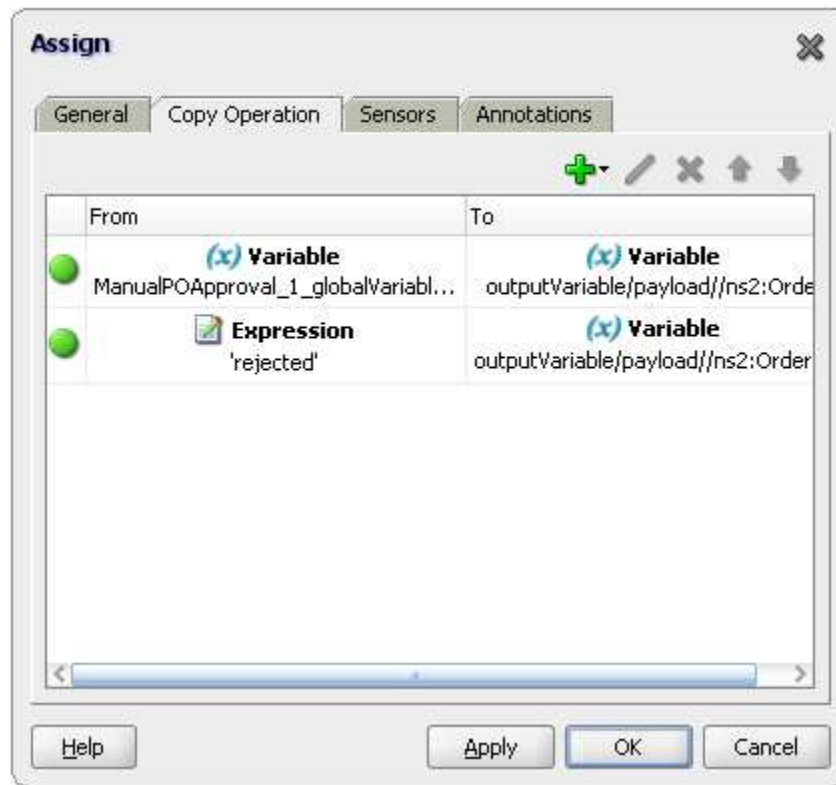 Assign
General Copy Operation Sensors Annotations
From To
(x) Variable (x) Variable
ManualPOApproval_1_globalVariabl... outputVariable/payload//ns2:Orde
Expression (x) Variable
'rejected' outputVariable/payload//ns2:Order
Help Apply OK Cancel